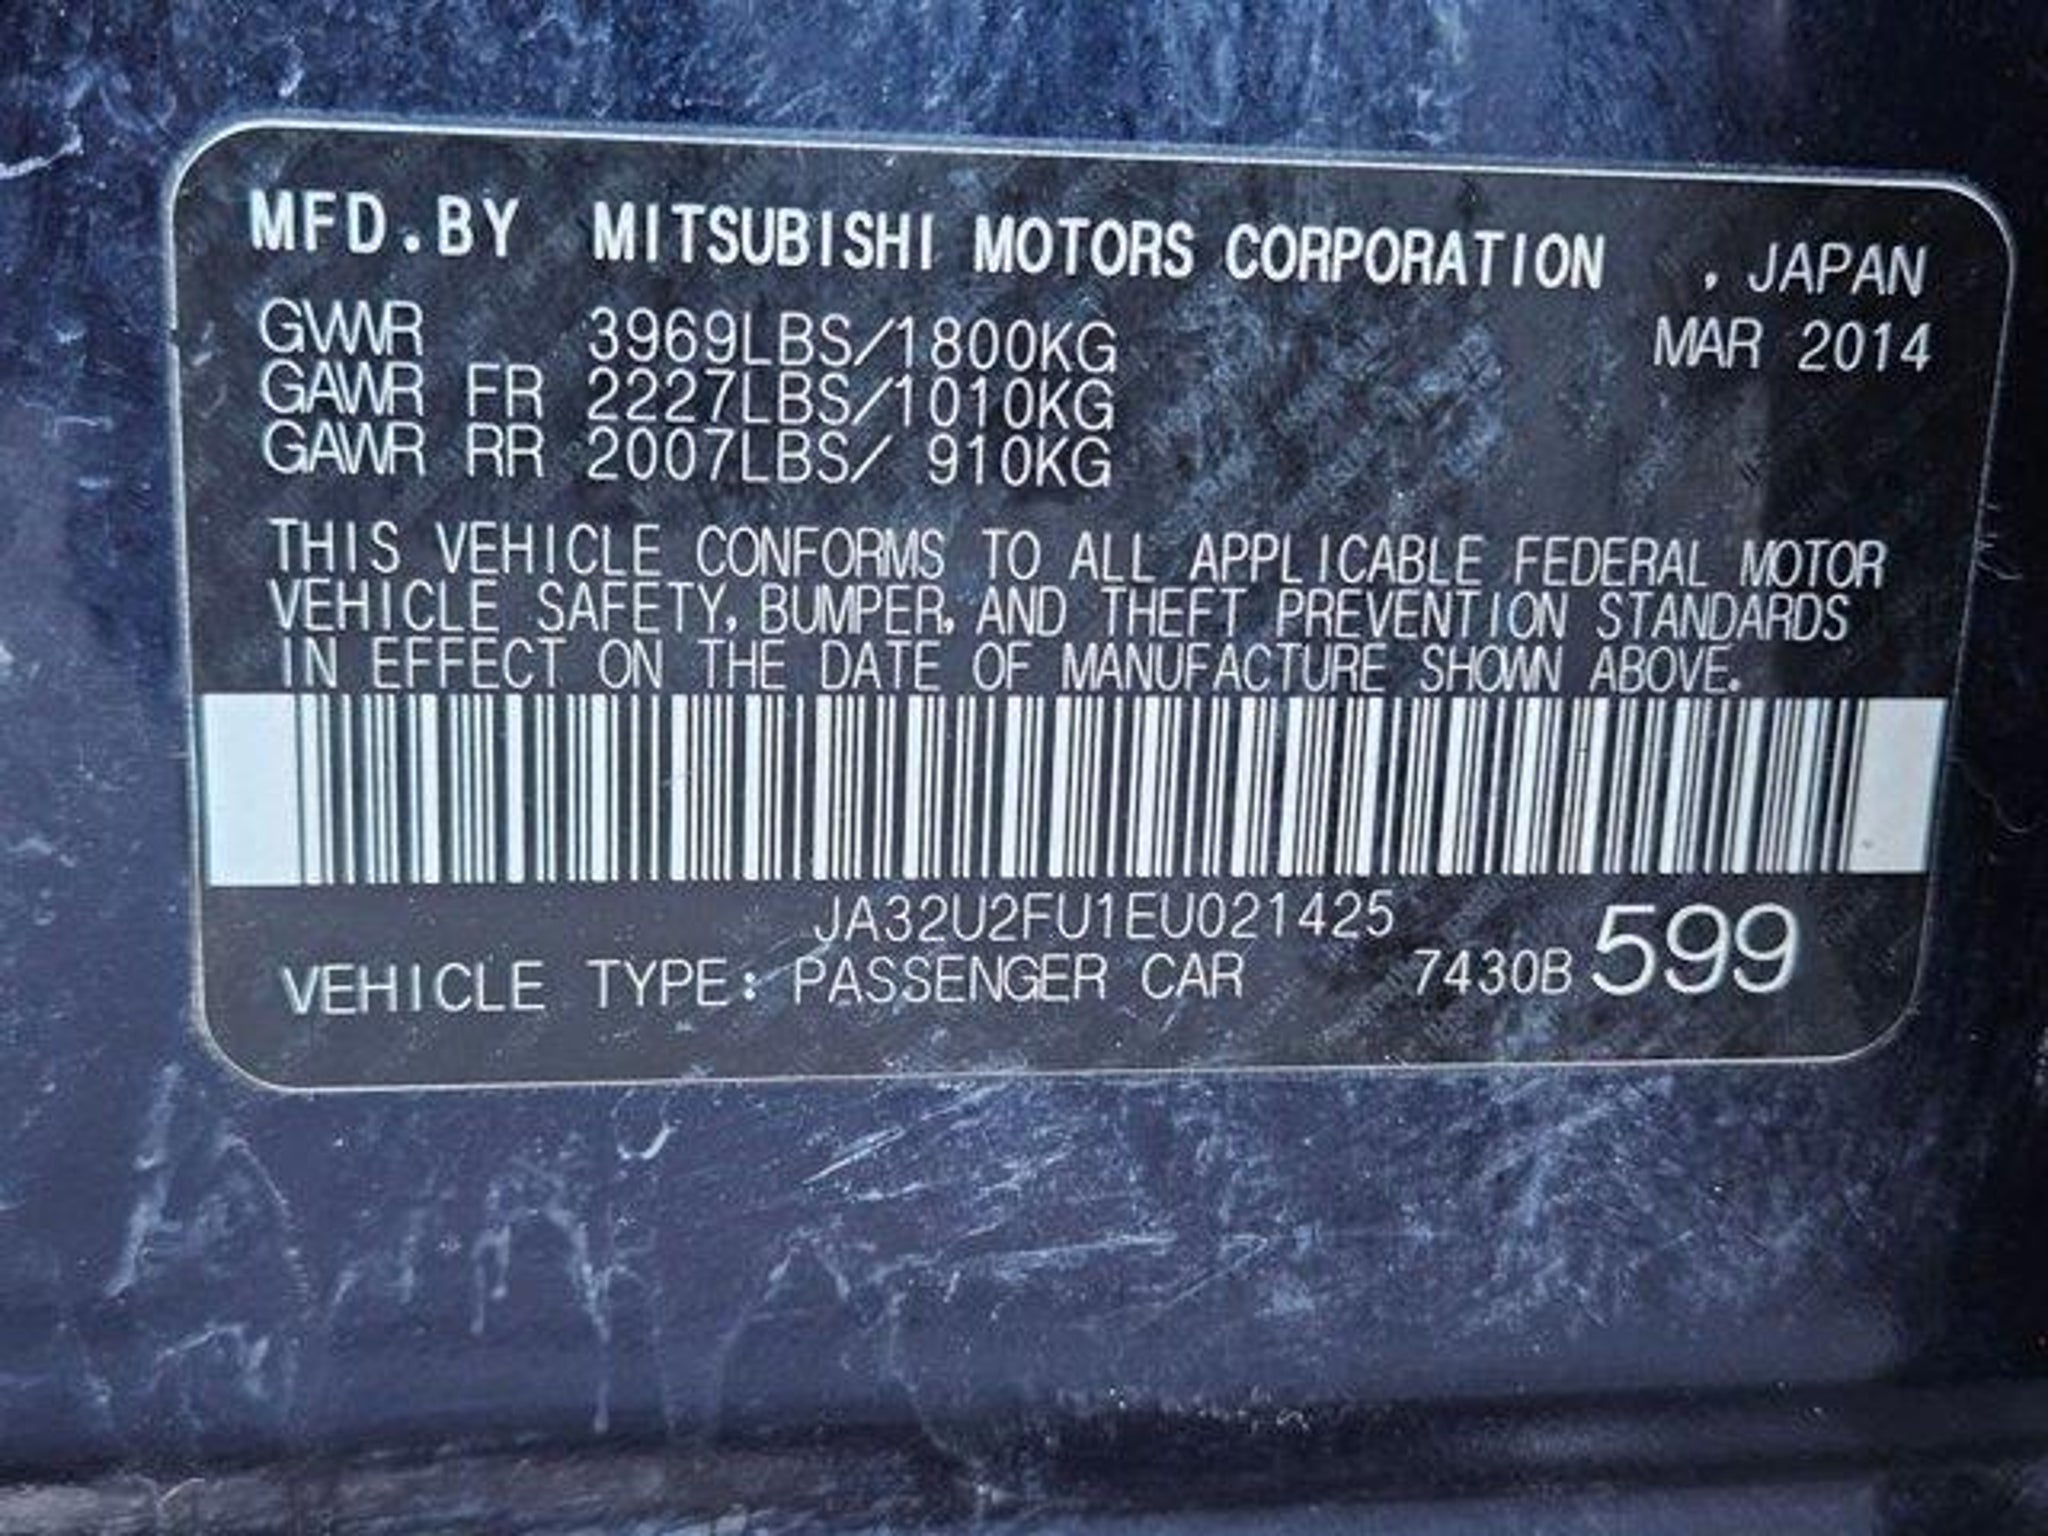 MFD.BY MITSUBISHI MOTORS CORPORATION , JAPAN
GVWR 3969LBS/1800KG MAR 2014
GAWR FR 2227LBS/1010KG
GAWR RR 2007LBS/ 910KG
THIS VEHICLE CONFORMS TO ALL APPLICABLE FEDERAL MOTOR
VEHICLE SAFETY, BUMPER, AND THEFT PREVENTION STANDARDS
IN EFFECT ON THE DATE OF MANUFACTURE SHOWN ABOVE.
JA32U2FU1EU021425
VEHICLE TYPE: PASSENGER CAR 7430B 599